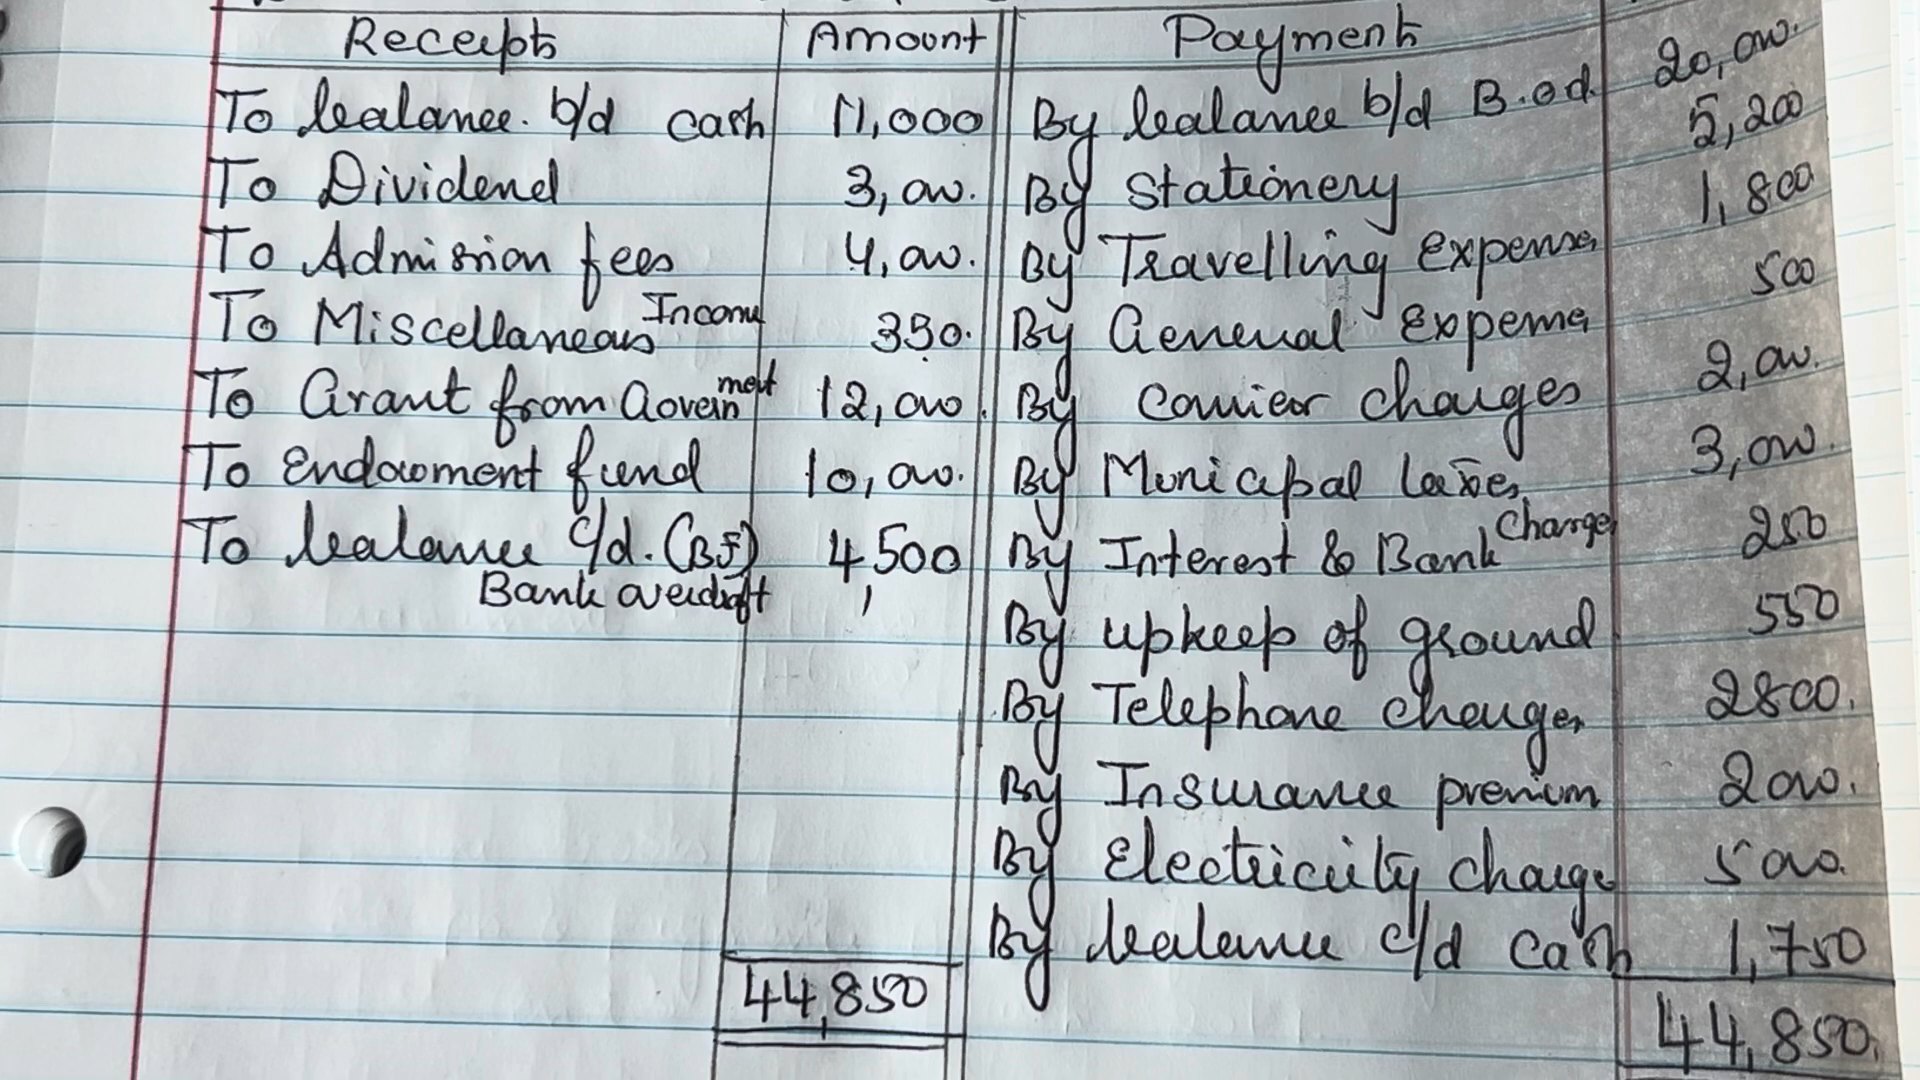 Receipts Amount Payment
To balance. b/d cash 11,000 By balance b/d B.od. 20,000.
To Dividend 3,000. By Stationery 5,200
To Admission fees 4,000. By Travelling Expenses 1,800
To Miscellaneous Income 350. By General Expenses 500
To Grant from Government 12,000. By Courier charges 2,000.
To Endowment fund 10,000. By Municipal taxes, 3,000.
To balance c/d. (BF) 4,500 By Interest & Bank Charges 250
Bank overdraft
By upkeep of ground 550
By Telephone charges 2800.
By Insurance premium 2000.
By Electricity charge 5000.
By balance c/d Cash 1,750
44,850 44,850.